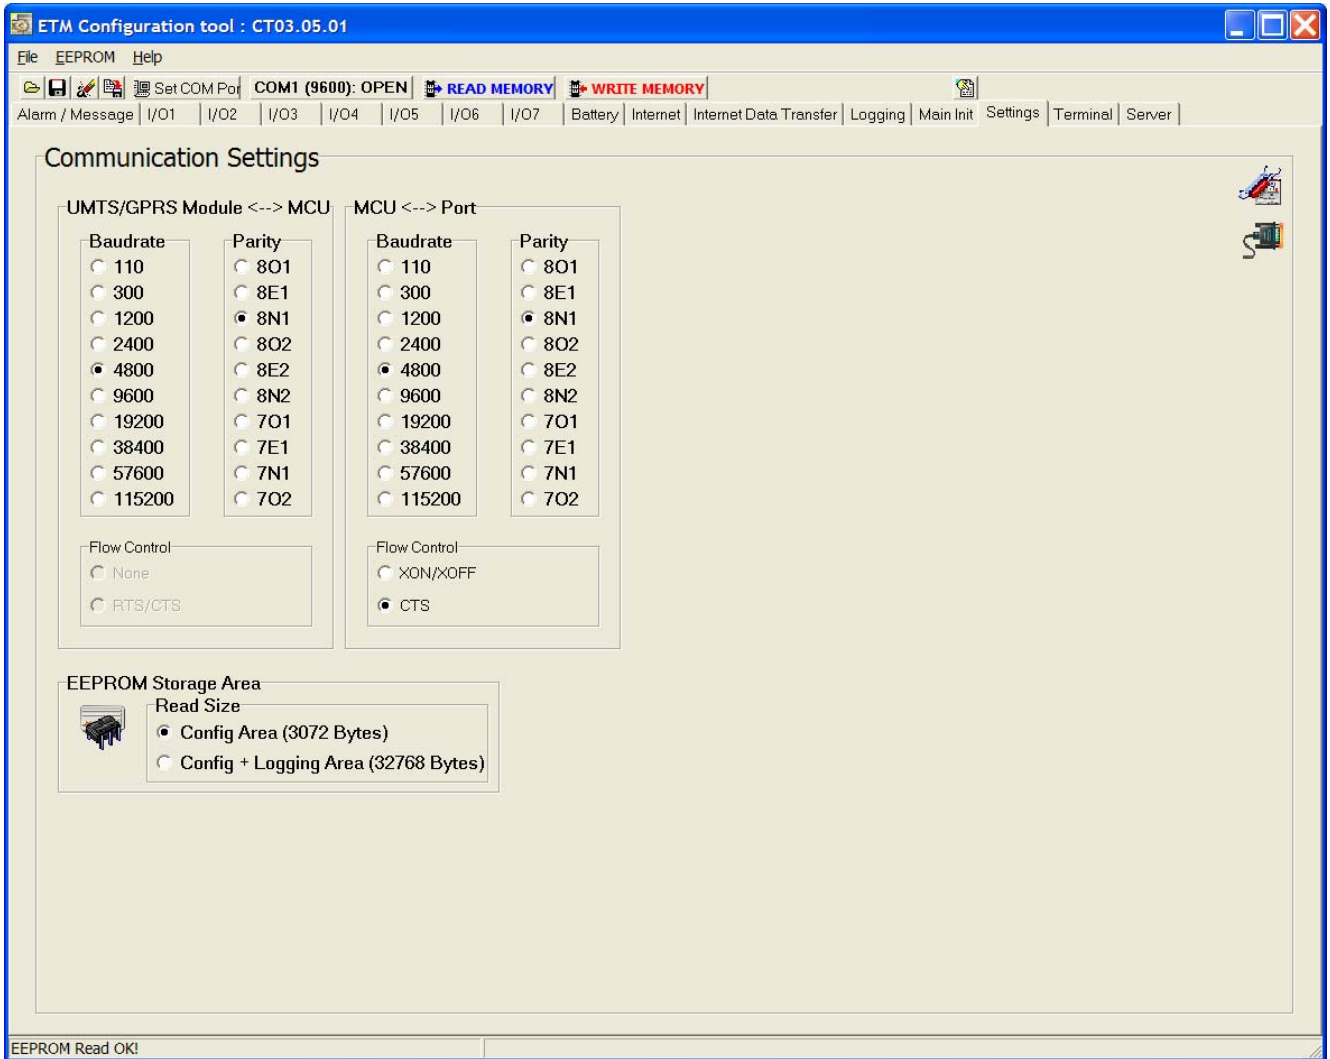 ETM Configuration tool : CT03.05.01
File EEPROM Help
Set COM Por COM1 (9600): OPEN READ MEMORY WRITE MEMORY
Alarm / Message I/O1 I/O2 I/O3 I/O4 I/O5 I/O6 I/O7 Battery Internet Internet Data Transfer Logging Main Init Settings Terminal Server
Communication Settings
UMTS/GPRS Module <--> MCU
Baudrate
110
300
1200
2400
4800
9600
19200
38400
57600
115200
Parity
8O1
8E1
8N1
8O2
8E2
8N2
7O1
7E1
7N1
7O2
Flow Control
None
RTS/CTS
MCU <--> Port
Baudrate
110
300
1200
2400
4800
9600
19200
38400
57600
115200
Parity
8O1
8E1
8N1
8O2
8E2
8N2
7O1
7E1
7N1
7O2
Flow Control
XON/XOFF
CTS
EEPROM Storage Area
Read Size
Config Area (3072 Bytes)
Config + Logging Area (32768 Bytes)
EEPROM Read OK!